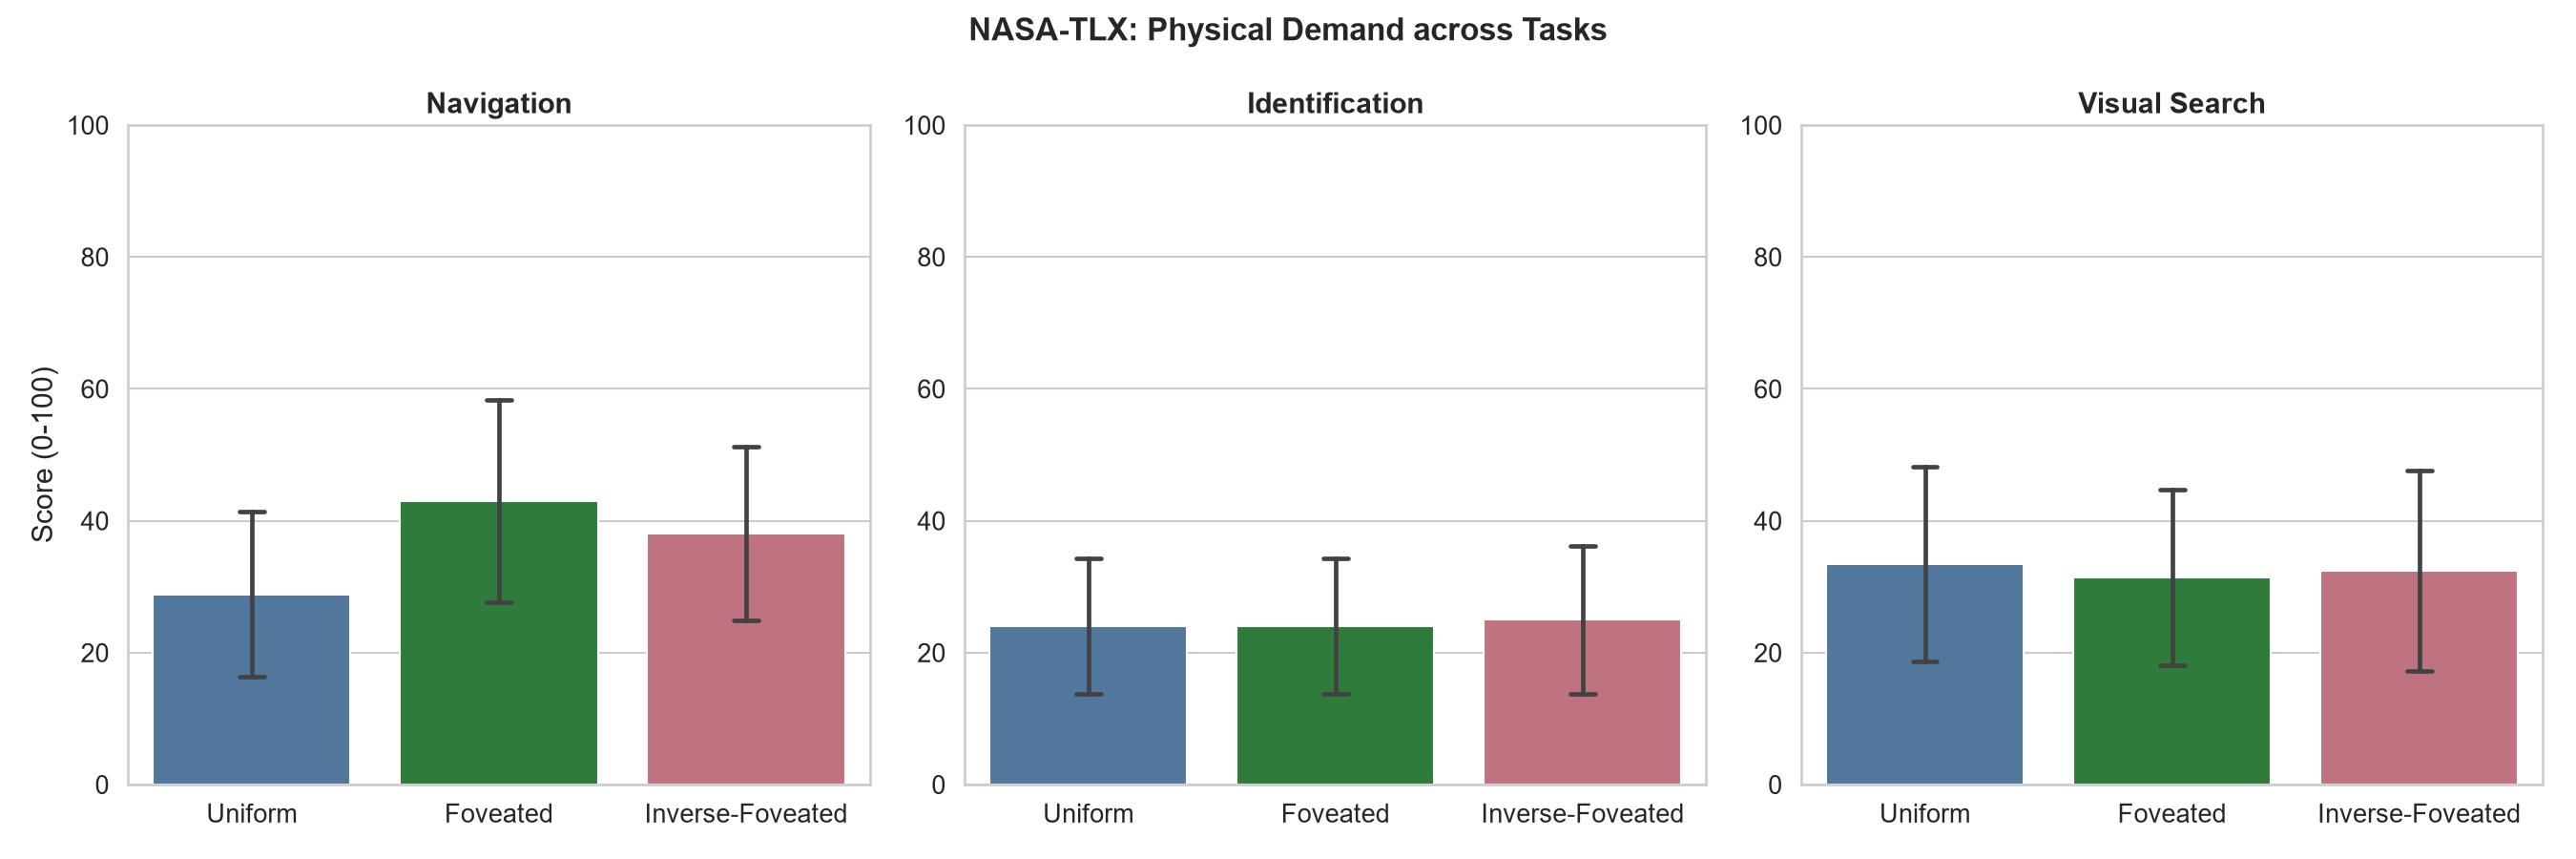 NASA-TLX: Physical Demand across Tasks
Navigation
Score (0-100)
100
80
60
40
20
0
Uniform Foveated Inverse-Foveated
Identification
100
80
60
40
20
0
Uniform Foveated Inverse-Foveated
Visual Search
100
80
60
40
20
0
Uniform Foveated Inverse-Foveated